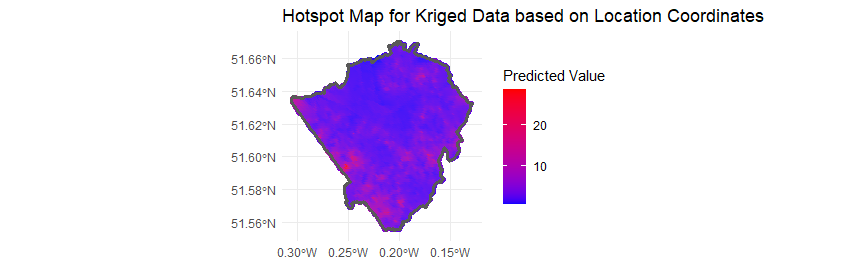 Hotspot Map for Kriged Data based on Location Coordinates
51.66°N
51.64°N
51.62°N
51.60°N
51.58°N
51.56°N
0.30°W 0.25°W 0.20°W 0.15°W
Predicted Value
20
10